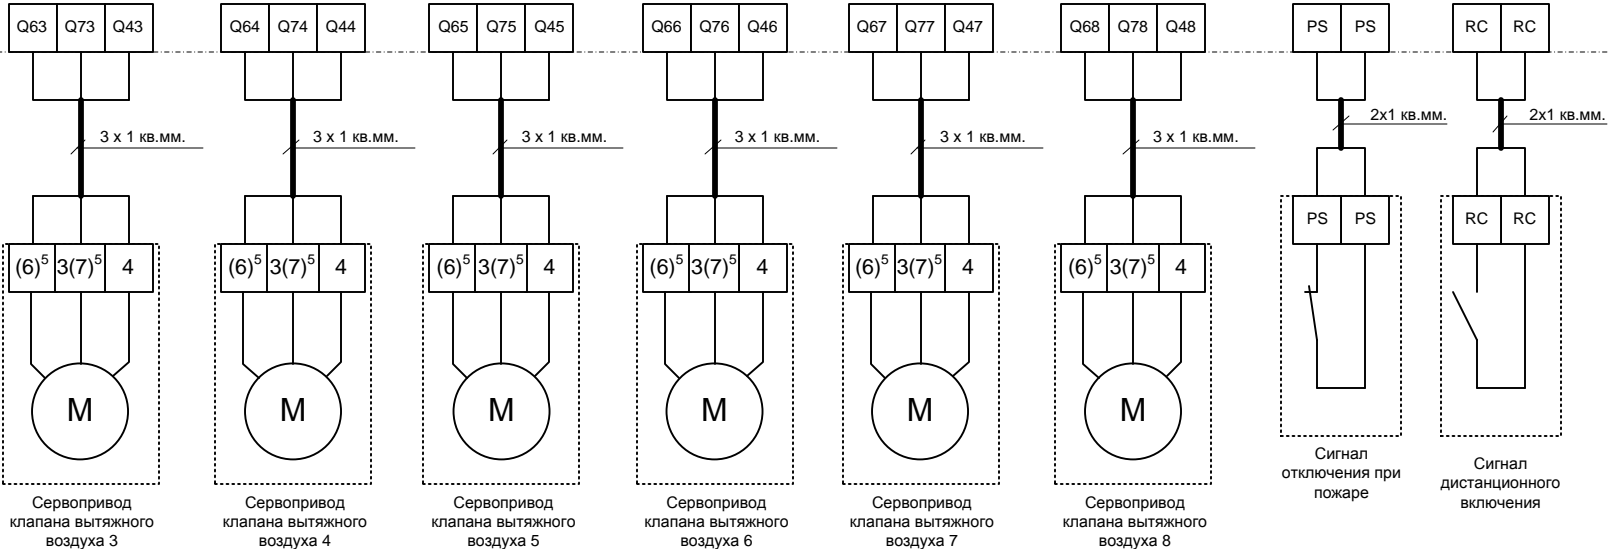 Q63 Q73 Q43 Q64 Q74 Q44 Q65 Q75 Q45 Q66 Q76 Q46 Q67 Q77 Q47 Q68 Q78 Q48 PS PS RC RC
3 x 1 кв.мм. 3 x 1 кв.мм. 3 x 1 кв.мм. 3 x 1 кв.мм. 3 x 1 кв.мм. 3 x 1 кв.мм. 2x1 кв.мм. 2x1 кв.мм.
PS PS RC RC
(6)⁵ 3(7)⁵ 4 (6)⁵ 3(7)⁵ 4 (6)⁵ 3(7)⁵ 4 (6)⁵ 3(7)⁵ 4 (6)⁵ 3(7)⁵ 4 (6)⁵ 3(7)⁵ 4
M M M M M M
Сервопривод
клапана вытяжного
воздуха 3
Сервопривод
клапана вытяжного
воздуха 4
Сервопривод
клапана вытяжного
воздуха 5
Сервопривод
клапана вытяжного
воздуха 6
Сервопривод
клапана вытяжного
воздуха 7
Сервопривод
клапана вытяжного
воздуха 8
Сигнал
отключения при
пожаре
Сигнал
дистанционного
включения